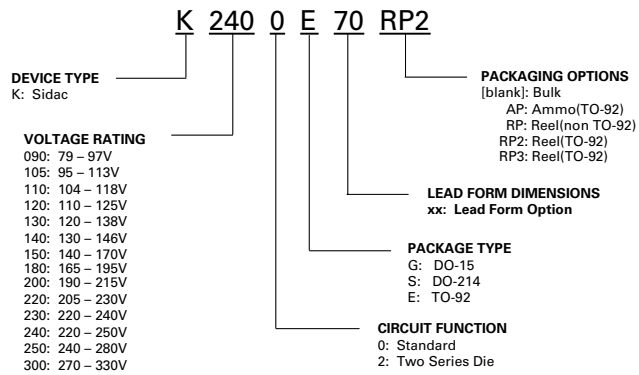 K 240 0 E 70 RP2
DEVICE TYPE
K: Sidac
VOLTAGE RATING
090: 79 – 97V
105: 95 – 113V
110: 104 – 118V
120: 110 – 125V
130: 120 – 138V
140: 130 – 146V
150: 140 – 170V
180: 165 – 195V
200: 190 – 215V
220: 205 – 230V
230: 220 – 240V
240: 220 – 250V
250: 240 – 280V
300: 270 – 330V
PACKAGING OPTIONS
[blank]: Bulk
AP: Ammo(TO-92)
RP: Reel(non TO-92)
RP2: Reel(TO-92)
RP3: Reel(TO-92)
LEAD FORM DIMENSIONS
xx: Lead Form Option
PACKAGE TYPE
G: DO-15
S: DO-214
E: TO-92
CIRCUIT FUNCTION
0: Standard
2: Two Series Die